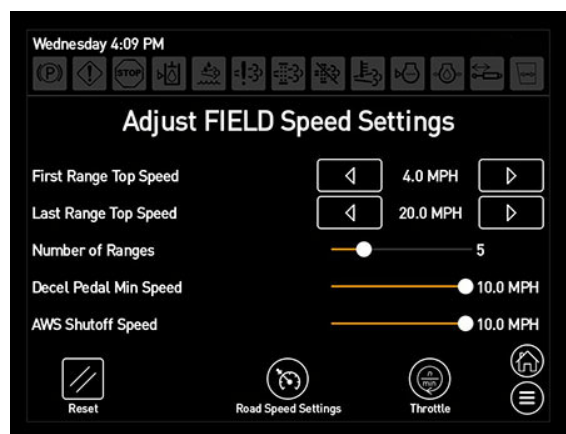 Wednesday 4:09 PM
(P) STOP
Adjust FIELD Speed Settings
First Range Top Speed 4.0 MPH
Last Range Top Speed 20.0 MPH
Number of Ranges 5
Decel Pedal Min Speed 10.0 MPH
AWS Shutoff Speed 10.0 MPH
n
min
Reset Road Speed Settings Throttle